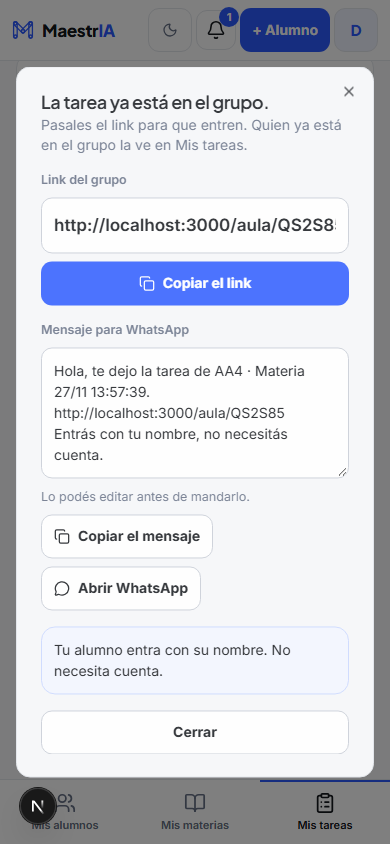 MaestrIA
1
+ Alumno
D
La tarea ya está en el grupo.
Pasales el link para que entren. Quien ya está
en el grupo la ve en Mis tareas.
Link del grupo
http://localhost:3000/aula/QS2S8
Copiar el link
Mensaje para WhatsApp
Hola, te dejo la tarea de AA4 · Materia
27/11 13:57:39.
http://localhost:3000/aula/QS2S85
Entrás con tu nombre, no necesitás
cuenta.
Lo podés editar antes de mandarlo.
Copiar el mensaje
Abrir WhatsApp
Tu alumno entra con su nombre. No
necesita cuenta.
Cerrar
N
Mis alumnos
Mis materias
Mis tareas